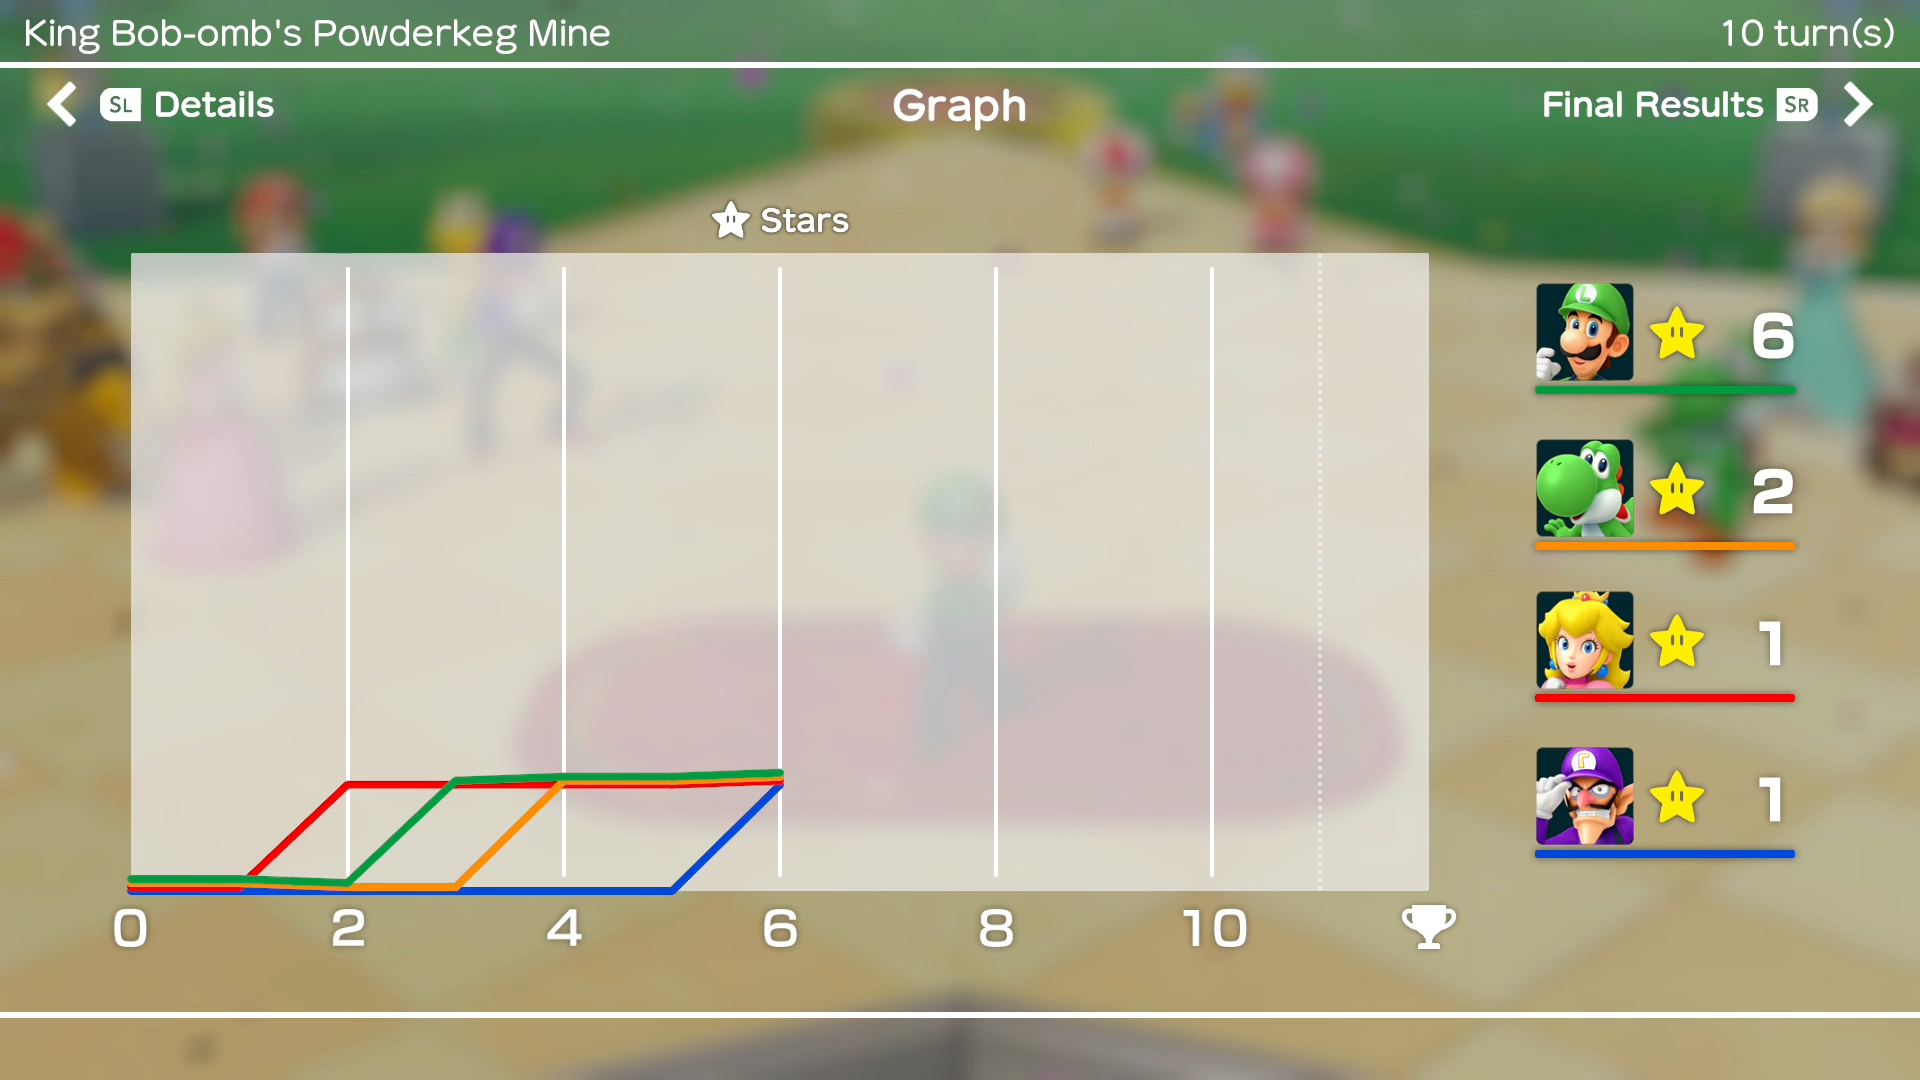 King Bob-omb's Powderkeg Mine
10 turn(s)
SL Details
Graph
Final Results SR
Stars
6
2
1
1
0 2 4 6 8 10